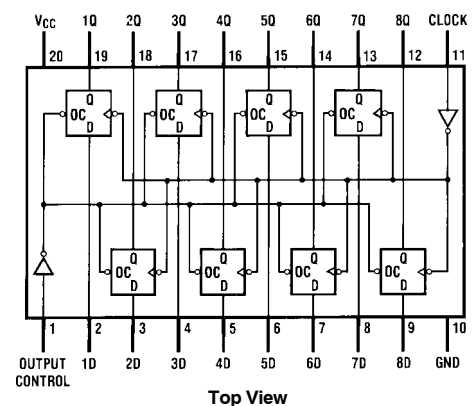 VCC 1Q 2Q 3Q 4Q 5Q 6Q 7Q 8Q CLOCK
20 19 18 17 16 15 14 13 12 11
Q Q Q Q
OC OC OC OC
D D D D
Q Q Q Q
OC OC OC OC
D D D D
1 2 3 4 5 6 7 8 9 10
OUTPUT 1D 2D 3D 4D 5D 6D 7D 8D GND
CONTROL
Top View